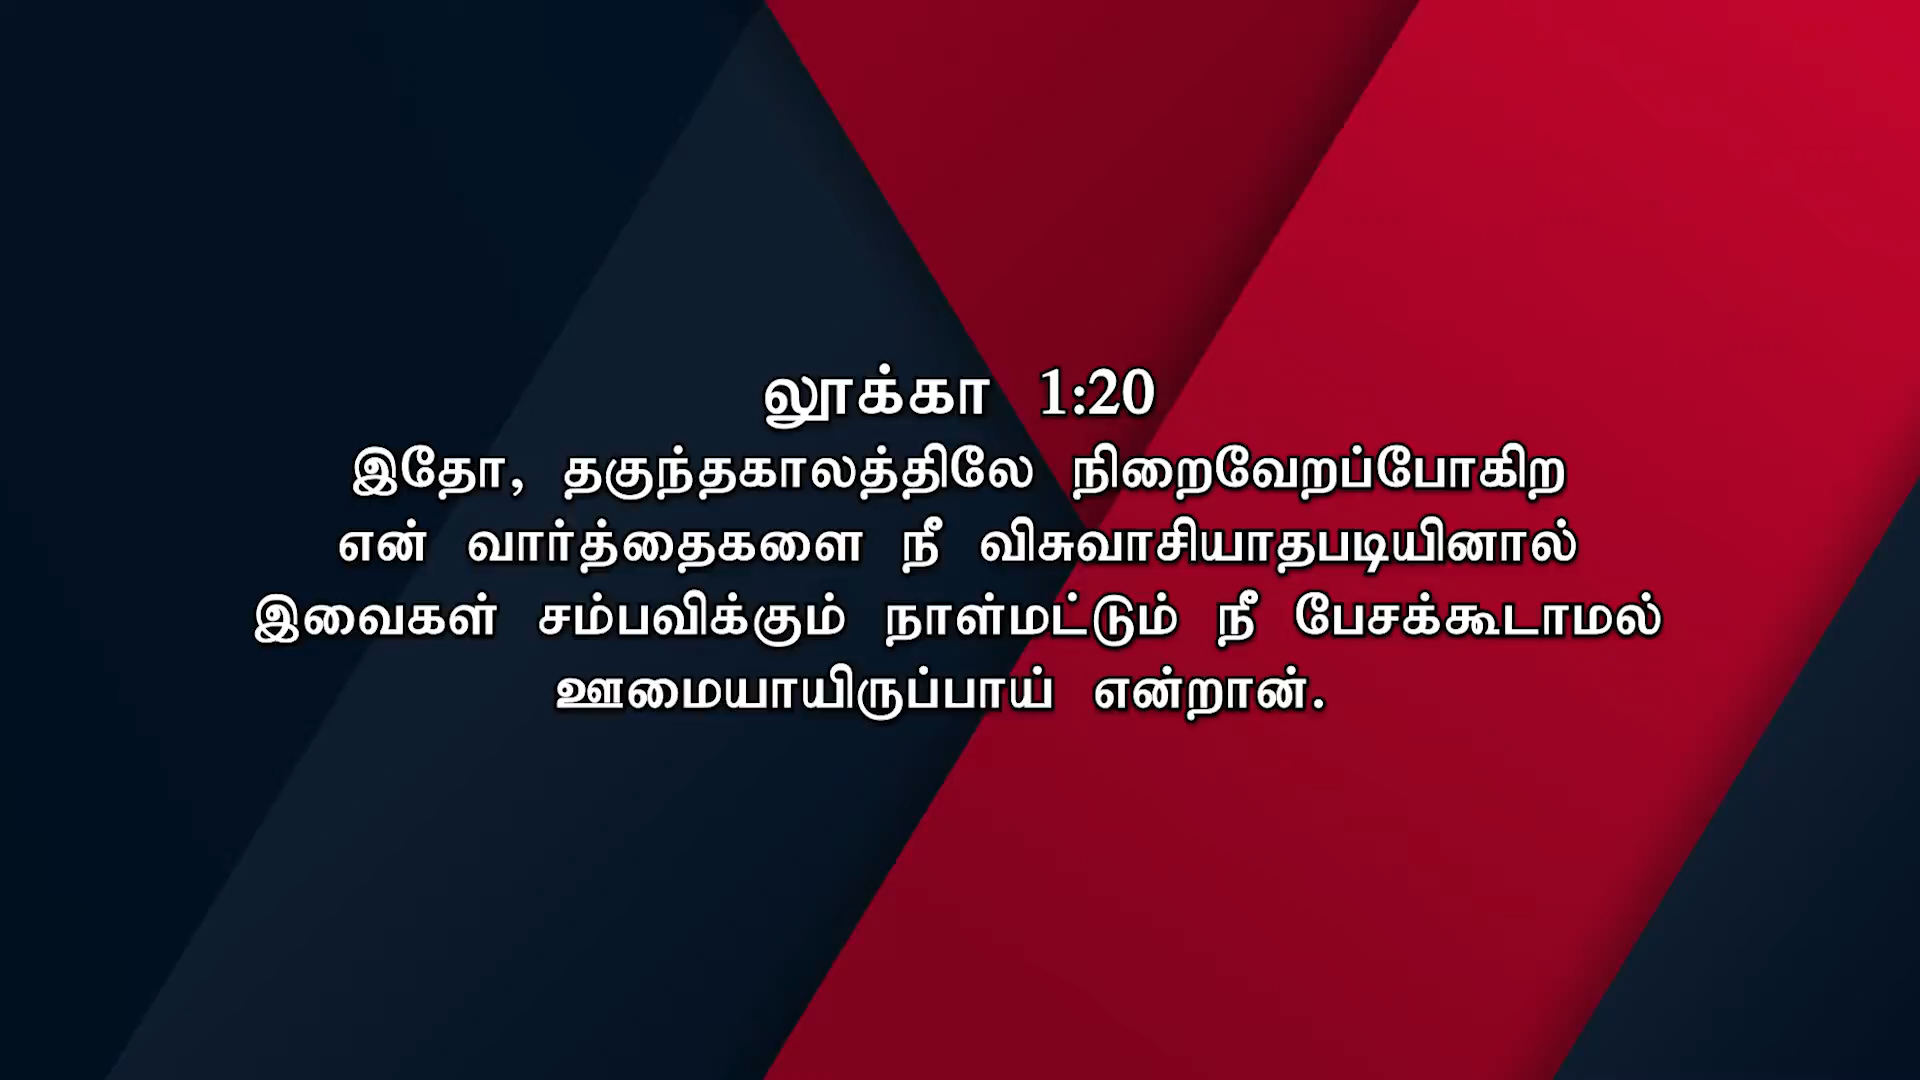 லூக்கா 1:20
இதோ, தகுந்தகாலத்திலே நிறைவேறப்போகிற
என் வார்த்தைகளை நீ விசுவாசியாதபடியினால்
இவைகள் சம்பவிக்கும் நாள்மட்டும் நீ பேசக்கூடாமல்
ஊமையாயிருப்பாய் என்றான்.